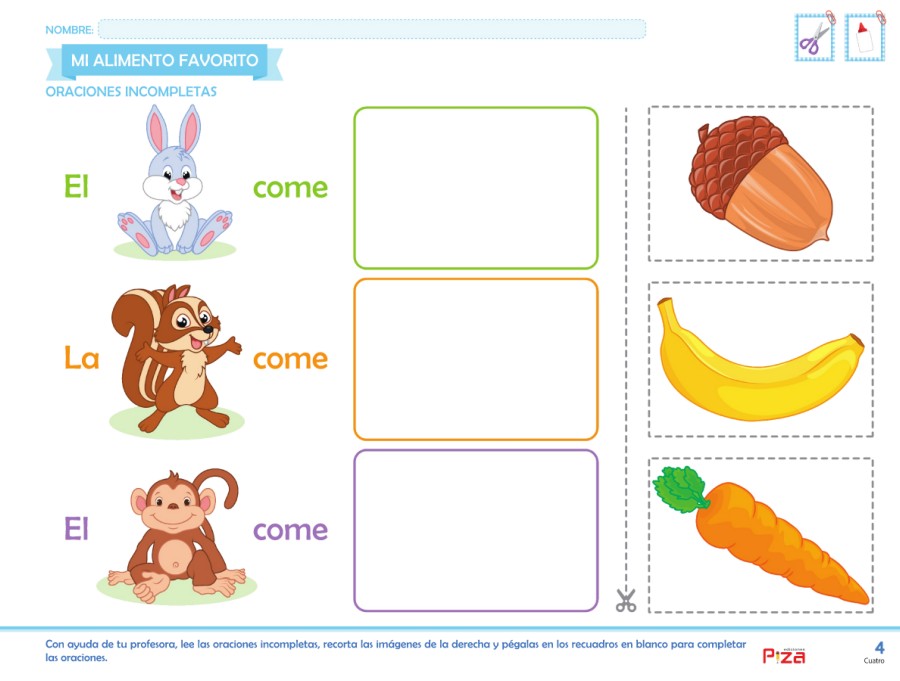 NOMBRE:
MI ALIMENTO FAVORITO
ORACIONES INCOMPLETAS
El come
La come
El come
Con ayuda de tu profesora, lee las oraciones incompletas, recorta las imágenes de la derecha y pégalas en los recuadros en blanco para completar
las oraciones.
ediciones
Piza
4
Cuatro